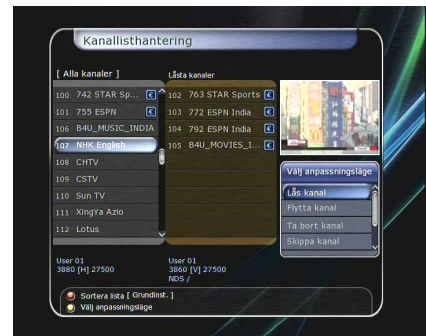 Kanallisthantering
[ Alla kanaler ]
Låsta kanaler
100 742 STAR Sp... €
101 755 ESPN €
106 B4U_MUSIC_INDIA
107 NHK English
108 CHTV
109 CSTV
110 Sun TV
111 XingYa Azio
112 Lotus
102 763 STAR Sports €
103 772 ESPN India €
104 792 ESPN India €
105 B4U_MOVIES_I... €
Välj anpassningsläge
Lås kanal
Flytta kanal
Ta bort kanal
Skippa kanal
User 01
3880 [H] 27500
User 01
3860 [V] 27500
NDS /
Sortera lista [ Grundinst. ]
Välj anpassningsläge